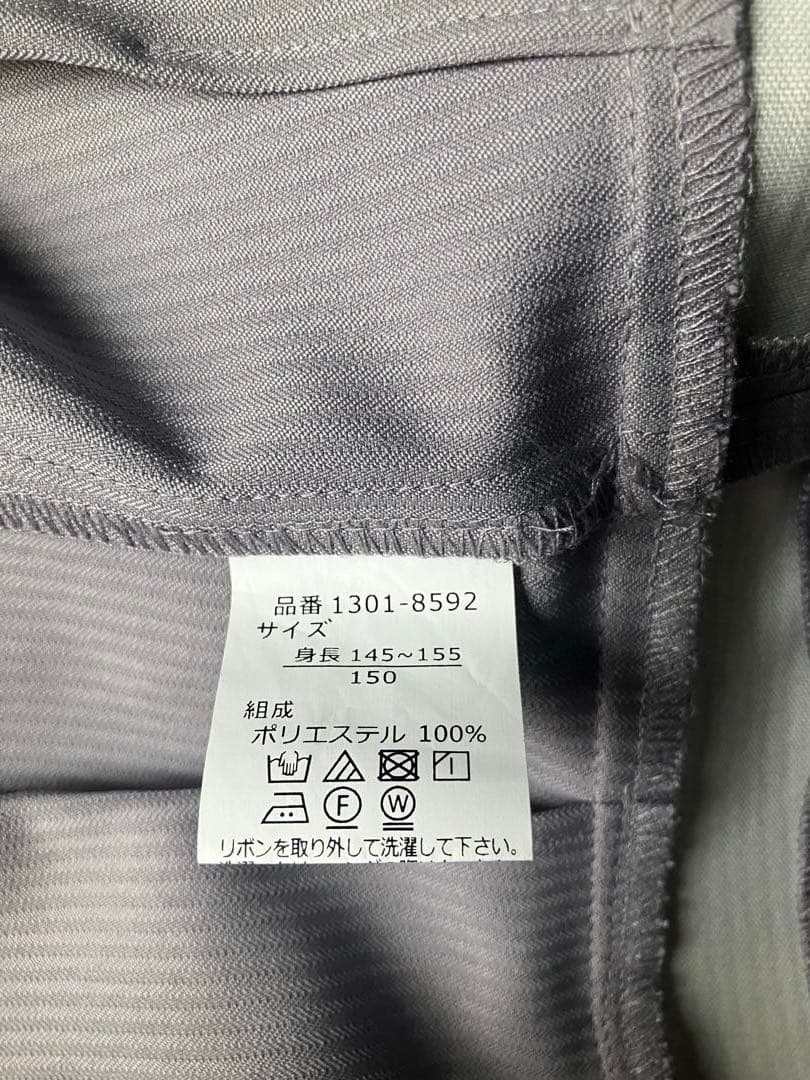 品番 1301-8592
サイズ
身長 145~155
150
組成
ポリエステル 100%
F W
リボンを取り外して洗濯して下さい。